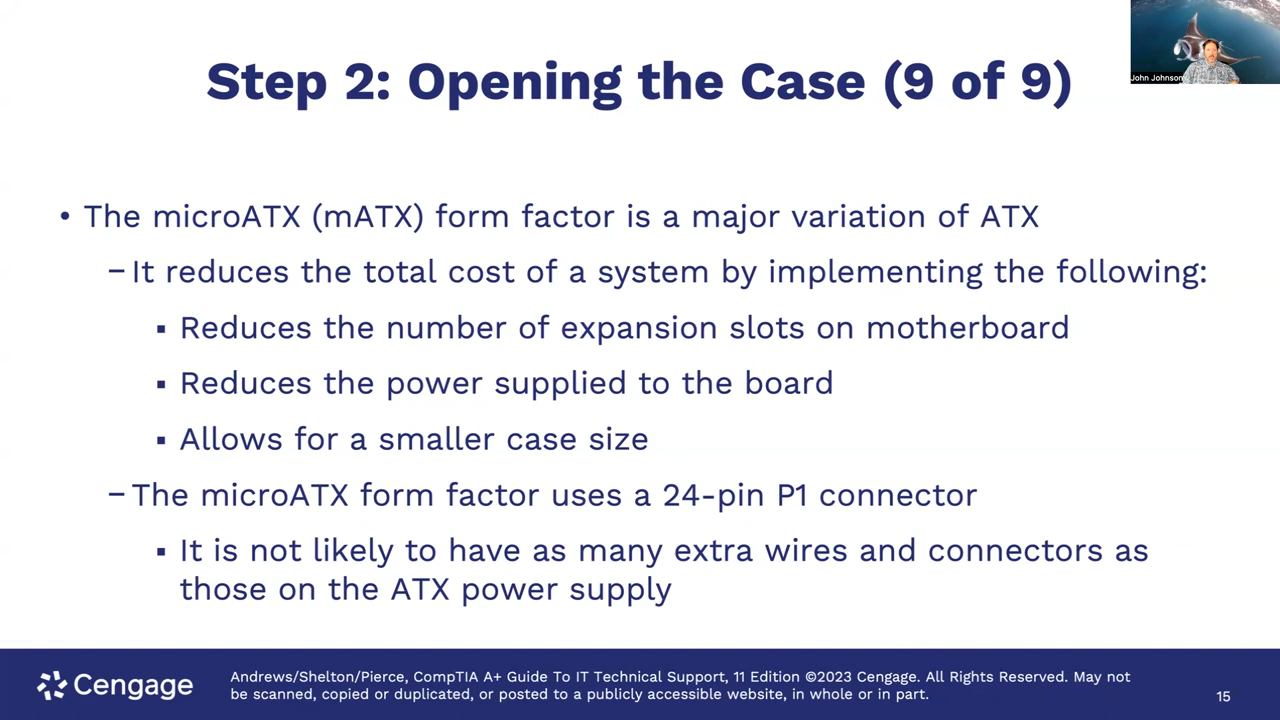 John Johnson
Step 2: Opening the Case (9 of 9)
• The microATX (mATX) form factor is a major variation of ATX
– It reduces the total cost of a system by implementing the following:
▪ Reduces the number of expansion slots on motherboard
▪ Reduces the power supplied to the board
▪ Allows for a smaller case size
– The microATX form factor uses a 24-pin P1 connector
▪ It is not likely to have as many extra wires and connectors as
those on the ATX power supply
Cengage
Andrews/Shelton/Pierce, CompTIA A+ Guide To IT Technical Support, 11 Edition ©2023 Cengage. All Rights Reserved. May not
be scanned, copied or duplicated, or posted to a publicly accessible website, in whole or in part.
15